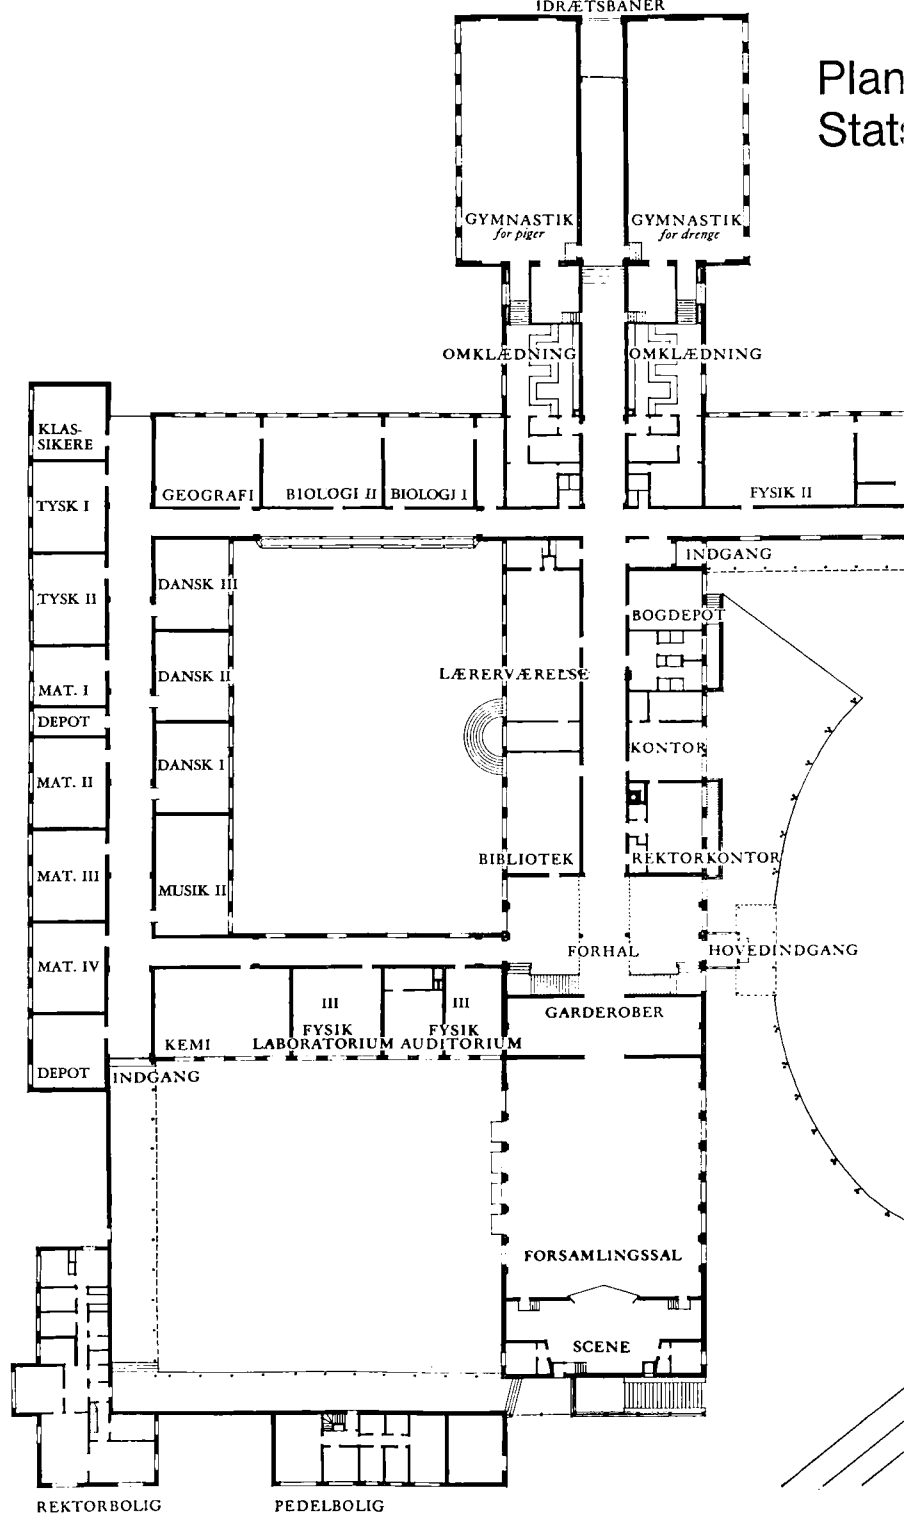 IDRÆTSBANER
Plan
Stats
GYMNASTIK
for piger
GYMNASTIK
for drenge
OMKLÆDNING
OMKLÆDNING
KLAS-
SIKERE
GEOGRAFI
BIOLOGI II
BIOLOGI I
FYSIK II
TYSK I
INDGANG
DANSK III
TYSK II
BOGDEPOT
DANSK II
LÆRERVÆRELSE
MAT. I
DEPOT
KONTOR
DANSK I
MAT. II
BIBLIOTEK
REKTORKONTOR
MAT. III
MUSIK II
FORHAL
HOVEDINDGANG
MAT. IV
III
FYSIK
LABORATORIUM
III
FYSIK
AUDITORIUM
GARDEROBER
KEMI
DEPOT
INDGANG
FORSAMLINGSSAL
SCENE
REKTORBOLIG
PEDELBOLIG